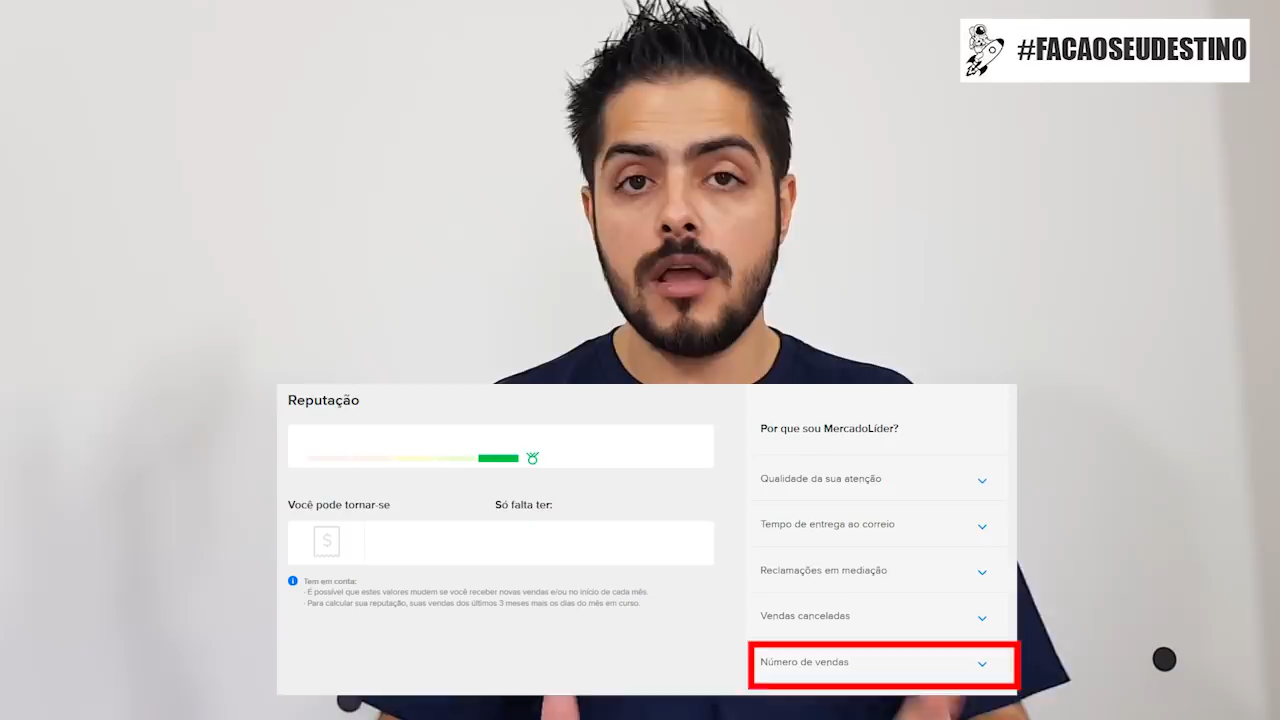 #FACAOSEUDESTINO
Reputação
Você pode tornar-se
Só falta ter:
$
Tem em conta:
- É possível que estes valores mudem se você receber novas vendas e/ou no início de cada mês.
- Para calcular sua reputação, suas vendas dos últimos 3 meses mais os dias do mês em curso.
Por que sou MercadoLíder?
Qualidade da sua atenção
Tempo de entrega ao correio
Reclamações em mediação
Vendas canceladas
Número de vendas